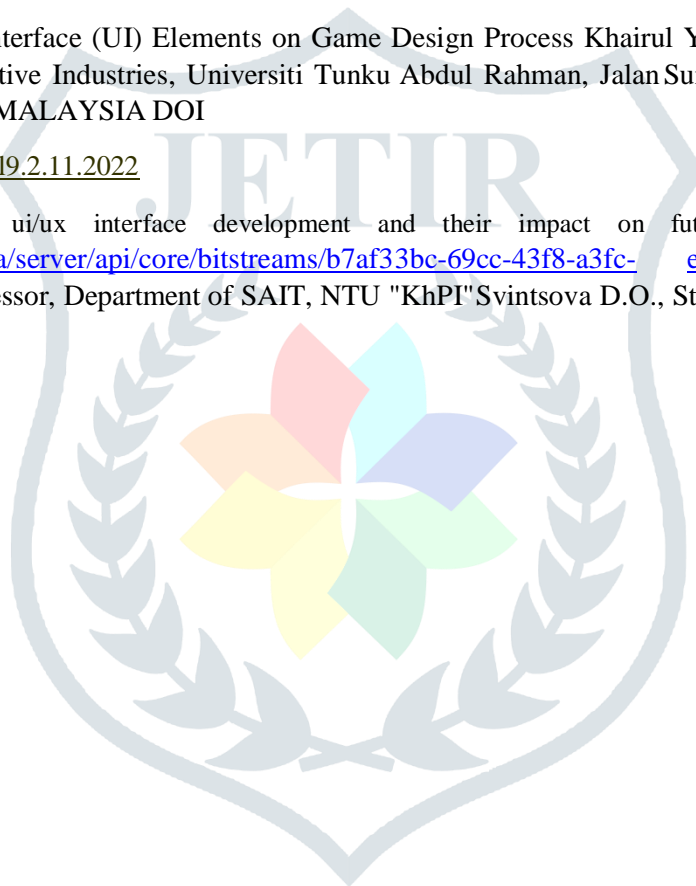 nterface (UI) Elements on Game Design Process Khairul Y
tive Industries, Universiti Tunku Abdul Rahman, Jalan Su
MALAYSIA DOI
l9.2.11.2022
ui/ux interface development and their impact on fut
a/server/api/core/bitstreams/b7af33bc-69cc-43f8-a3fc- e
essor, Department of SAIT, NTU "KhPI"Svintsova D.O., St
JETIR